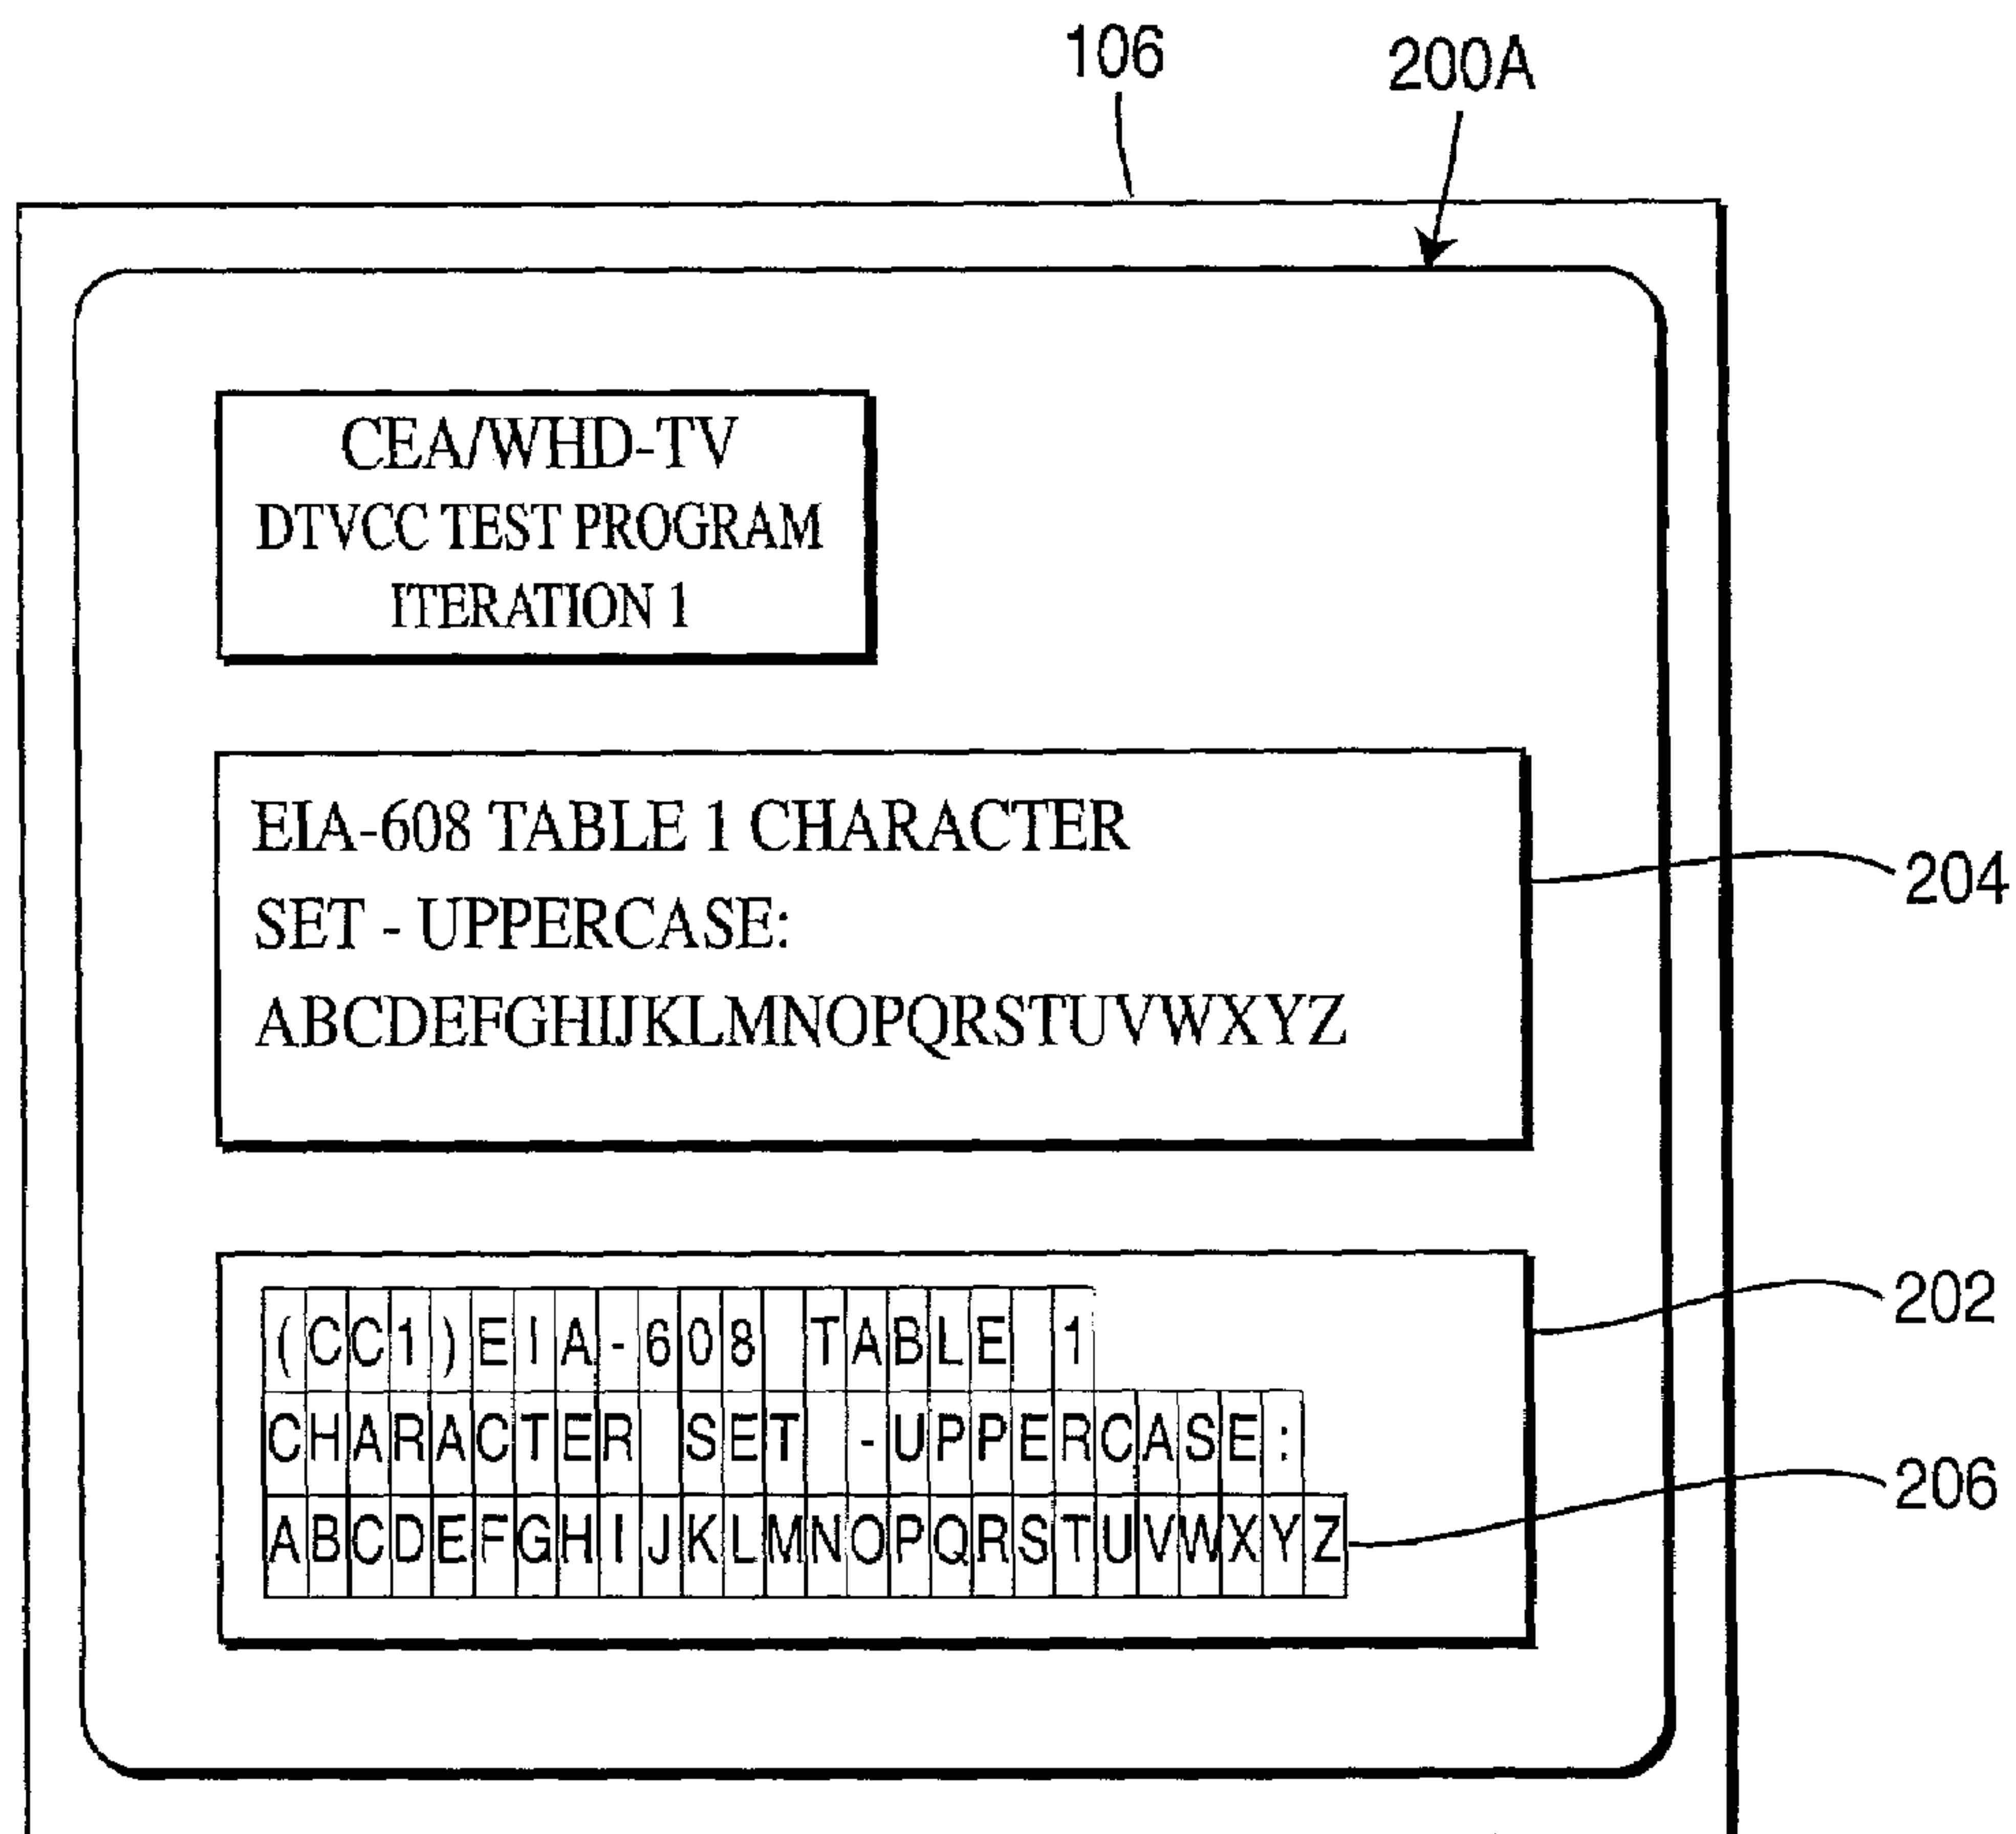 106
200A
CEA/WHD-TV
DTVCC TEST PROGRAM
ITERATION 1
EIA-608 TABLE 1 CHARACTER
SET - UPPERCASE:
ABCDEFGHIJKLMNOPQRSTUVWXYZ
204
(CC1)EIA-608 TABLE 1
CHARACTER SET -UPPERCASE:
ABCDEFGHIJKLMNOPQRSTUVWXYZ
202
206